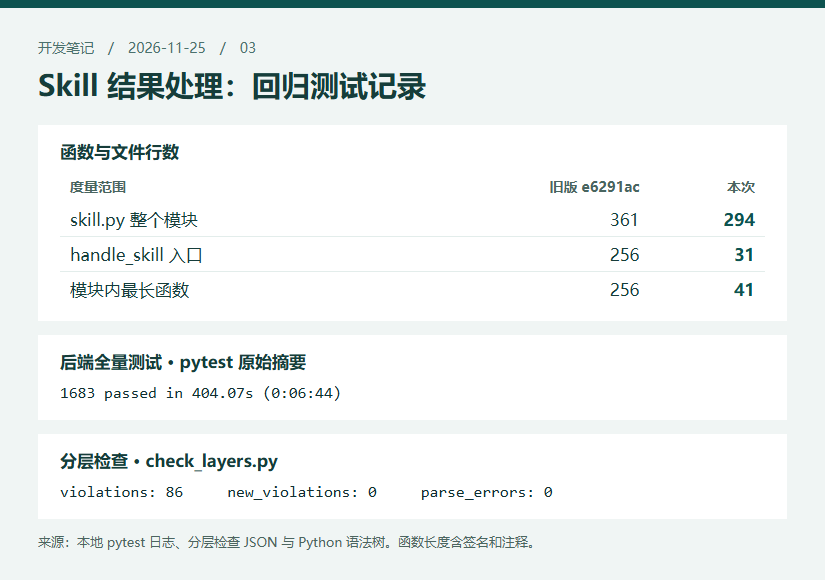 开发笔记 / 2026-11-25 / 03
Skill 结果处理：回归测试记录
函数与文件行数
度量范围 旧版 e6291ac 本次
skill.py 整个模块 361 294
handle_skill 入口 256 31
模块内最长函数 256 41
后端全量测试 • pytest 原始摘要
1683 passed in 404.07s (0:06:44)
分层检查 • check_layers.py
violations: 86 new_violations: 0 parse_errors: 0
来源：本地 pytest 日志、分层检查 JSON 与 Python 语法树。函数长度含签名和注释。